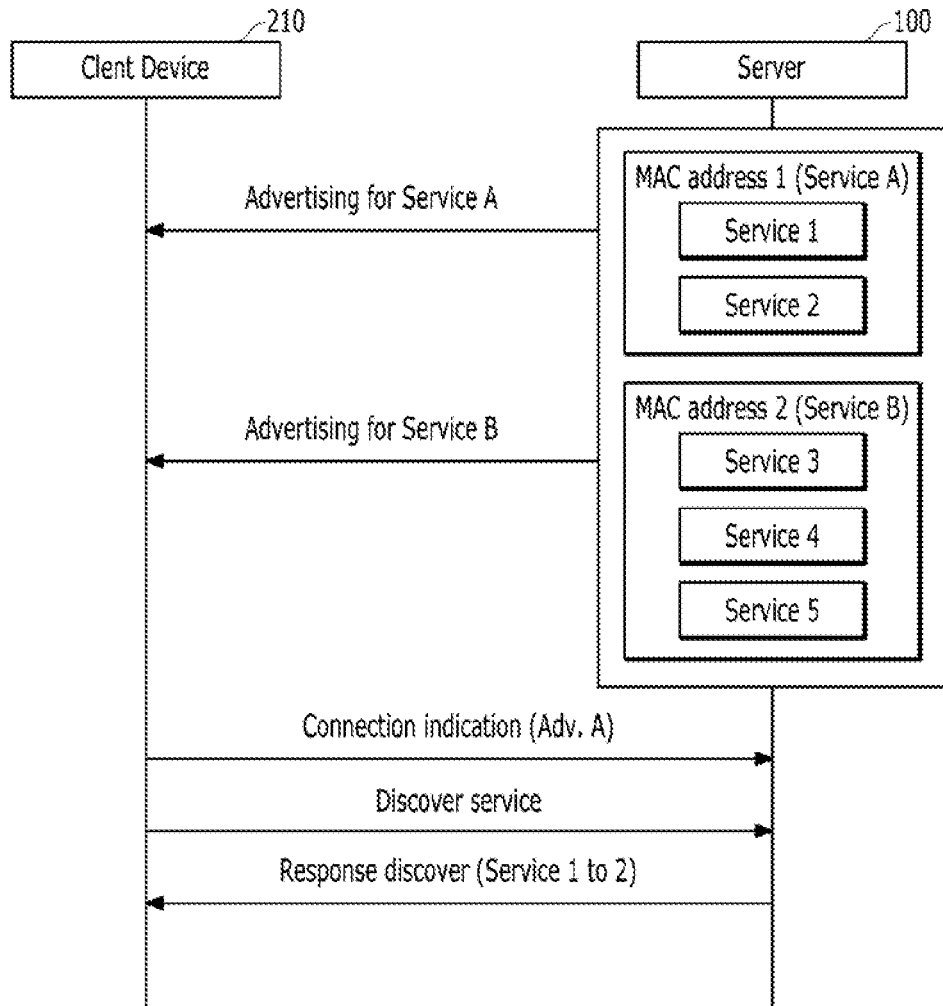 210
Clent Device
100
Server
MAC address 1 (Service A)
Service 1
Service 2
Advertising for Service A
MAC address 2 (Service B)
Service 3
Service 4
Service 5
Advertising for Service B
Connection indication (Adv. A)
Discover service
Response discover (Service 1 to 2)